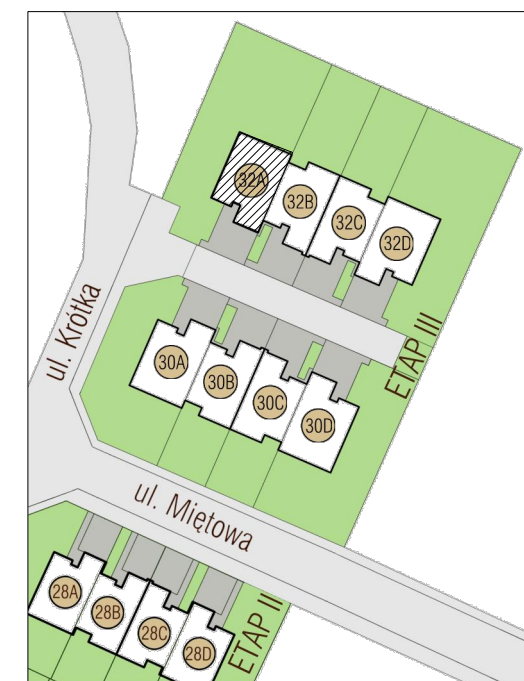 32A
32B
32C
32D
ul. Krótka
ETAP III
30A
30B
30C
30D
ul. Miętowa
28A
28B
28C
28D
ETAP II